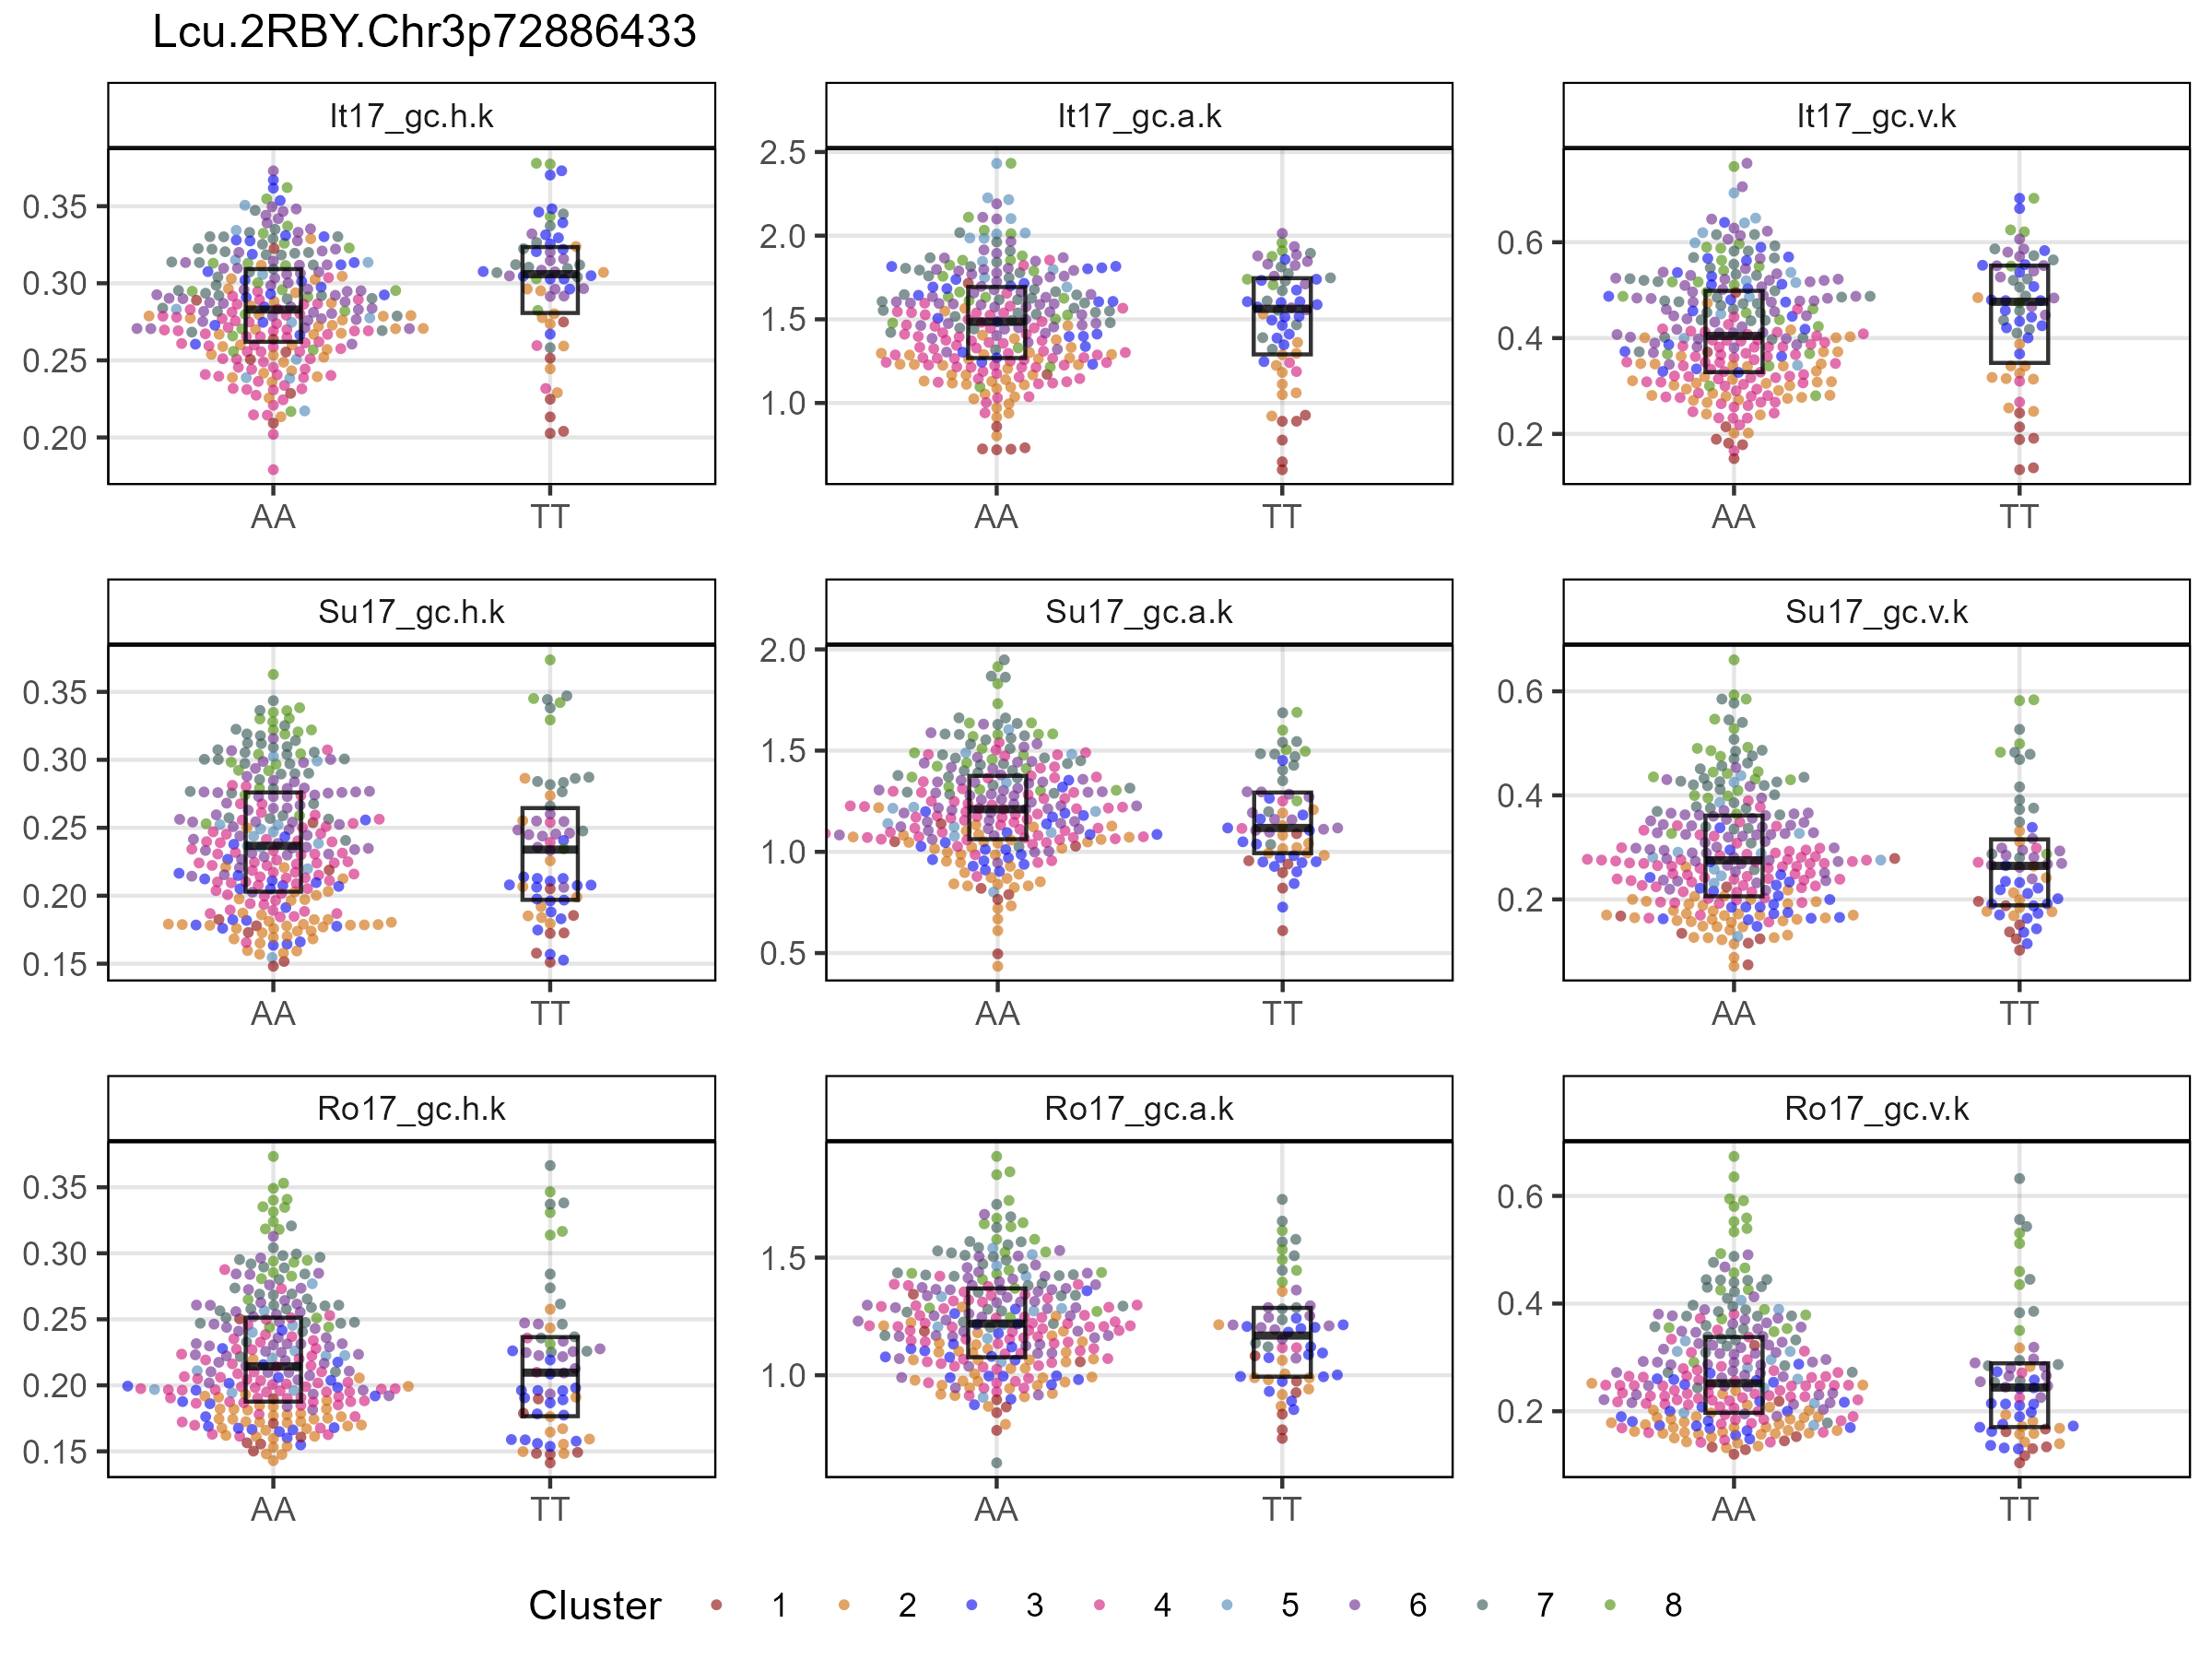 Lcu.2RBY.Chr3p72886433
It17_gc.h.k
It17_gc.a.k
It17_gc.v.k
0.35
0.30
0.25
0.20
2.5
2.0
1.5
1.0
0.6
0.4
0.2
AA
TT
AA
TT
AA
TT
Su17_gc.h.k
Su17_gc.a.k
Su17_gc.v.k
0.35
0.30
0.25
0.20
0.15
2.0
1.5
1.0
0.5
0.6
0.4
0.2
AA
TT
AA
TT
AA
TT
Ro17_gc.h.k
Ro17_gc.a.k
Ro17_gc.v.k
0.35
0.30
0.25
0.20
0.15
1.5
1.0
0.6
0.4
0.2
AA
TT
AA
TT
AA
TT
Cluster 1 2 3 4 5 6 7 8